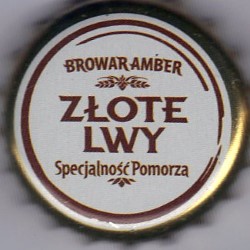 BROWAR AMBER
ZŁOTE
LWY
Specjalność Pomorza